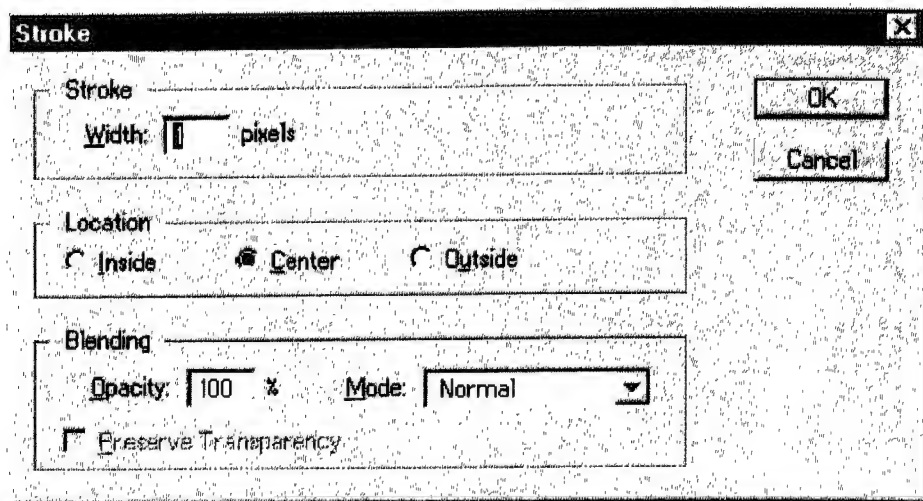 Stroke
Stroke
OK
Width: 1 pixels
Cancel
Location
Inside Center Outside
Blending
Opacity: 100 % Mode: Normal
Preserve Transparency